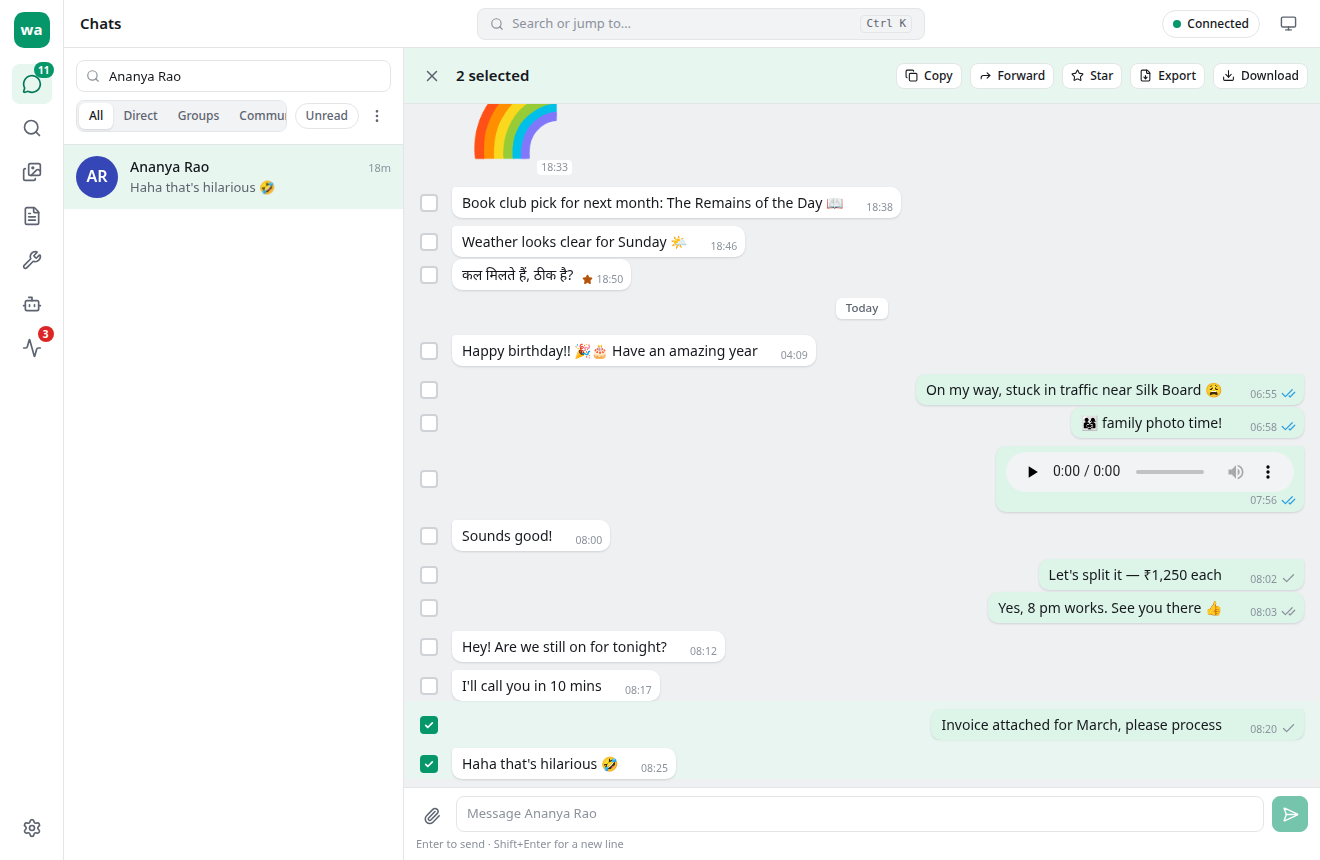 wa
Chats
Search or jump to...
Ctrl K
Connected
11
3
Ananya Rao
All
Direct
Groups
Commu
Unread
AR
Ananya Rao
18m
Haha that's hilarious 🤣
2 selected
Copy
Forward
Star
Export
Download
18:33
Book club pick for next month: The Remains of the Day 📖 18:38
Weather looks clear for Sunday 🌤️ 18:46
कल मिलते हैं, ठीक है? 18:50
Today
Happy birthday!! 🎉🎂 Have an amazing year 04:09
On my way, stuck in traffic near Silk Board 😩 06:55
👨‍👩‍👧 family photo time! 06:58
0:00 / 0:00
07:56
Sounds good! 08:00
Let's split it — ₹1,250 each 08:02
Yes, 8 pm works. See you there 👍 08:03
Hey! Are we still on for tonight? 08:12
I'll call you in 10 mins 08:17
Invoice attached for March, please process 08:20
Haha that's hilarious 🤣 08:25
Message Ananya Rao
Enter to send · Shift+Enter for a new line